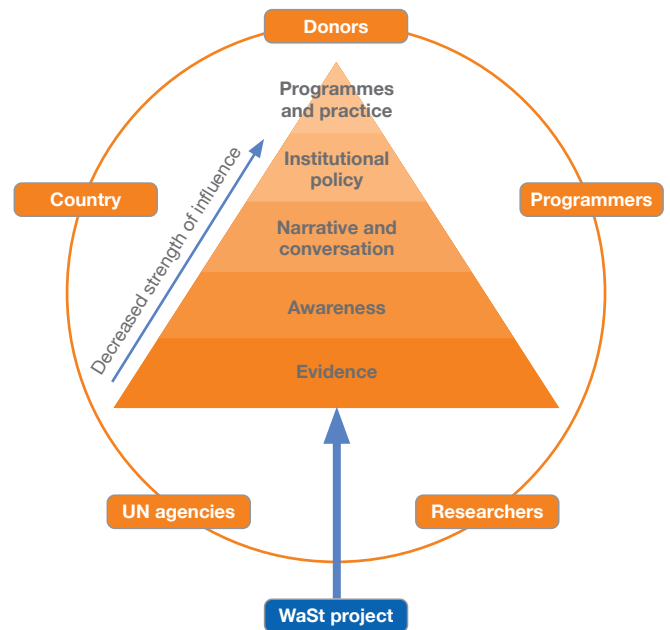 Donors
Programmes
and practice
Institutional
policy
Country
Programmers
Narrative and
conversation
Decreased strength of influence
Awareness
Evidence
UN agencies
Researchers
WaSt project